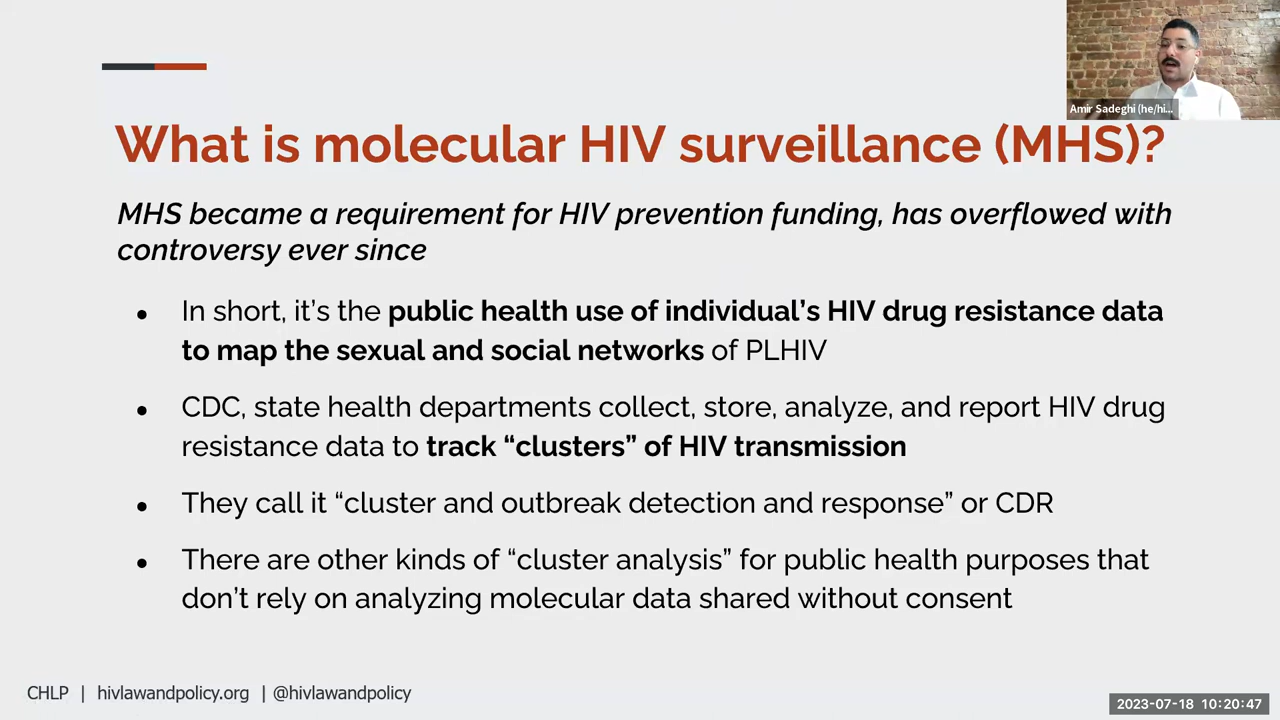 Amir Sadeghi (he/hi...
What is molecular HIV surveillance (MHS)?
MHS became a requirement for HIV prevention funding, has overflowed with
controversy ever since
● In short, it’s the public health use of individual’s HIV drug resistance data
to map the sexual and social networks of PLHIV
● CDC, state health departments collect, store, analyze, and report HIV drug
resistance data to track “clusters” of HIV transmission
● They call it “cluster and outbreak detection and response” or CDR
● There are other kinds of “cluster analysis” for public health purposes that
don’t rely on analyzing molecular data shared without consent
CHLP | hivlawandpolicy.org | @hivlawandpolicy
2023-07-18 10:20:47